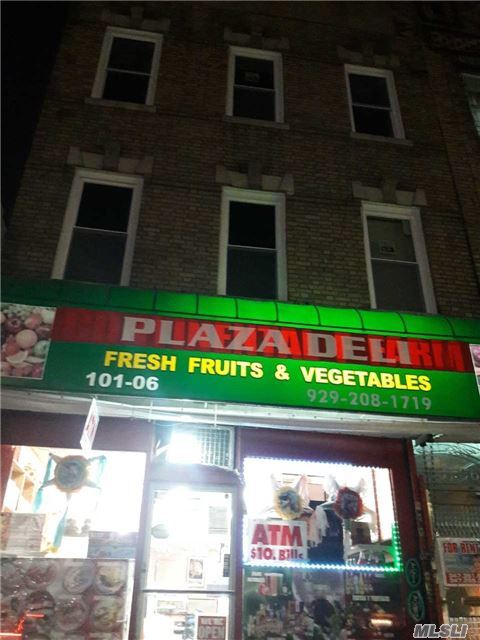 PLAZA DELI
FRESH FRUITS & VEGETABLES
101-06
929-208-1719
ATM
$10. Bills
FOR RENT
OPEN
MLSLI